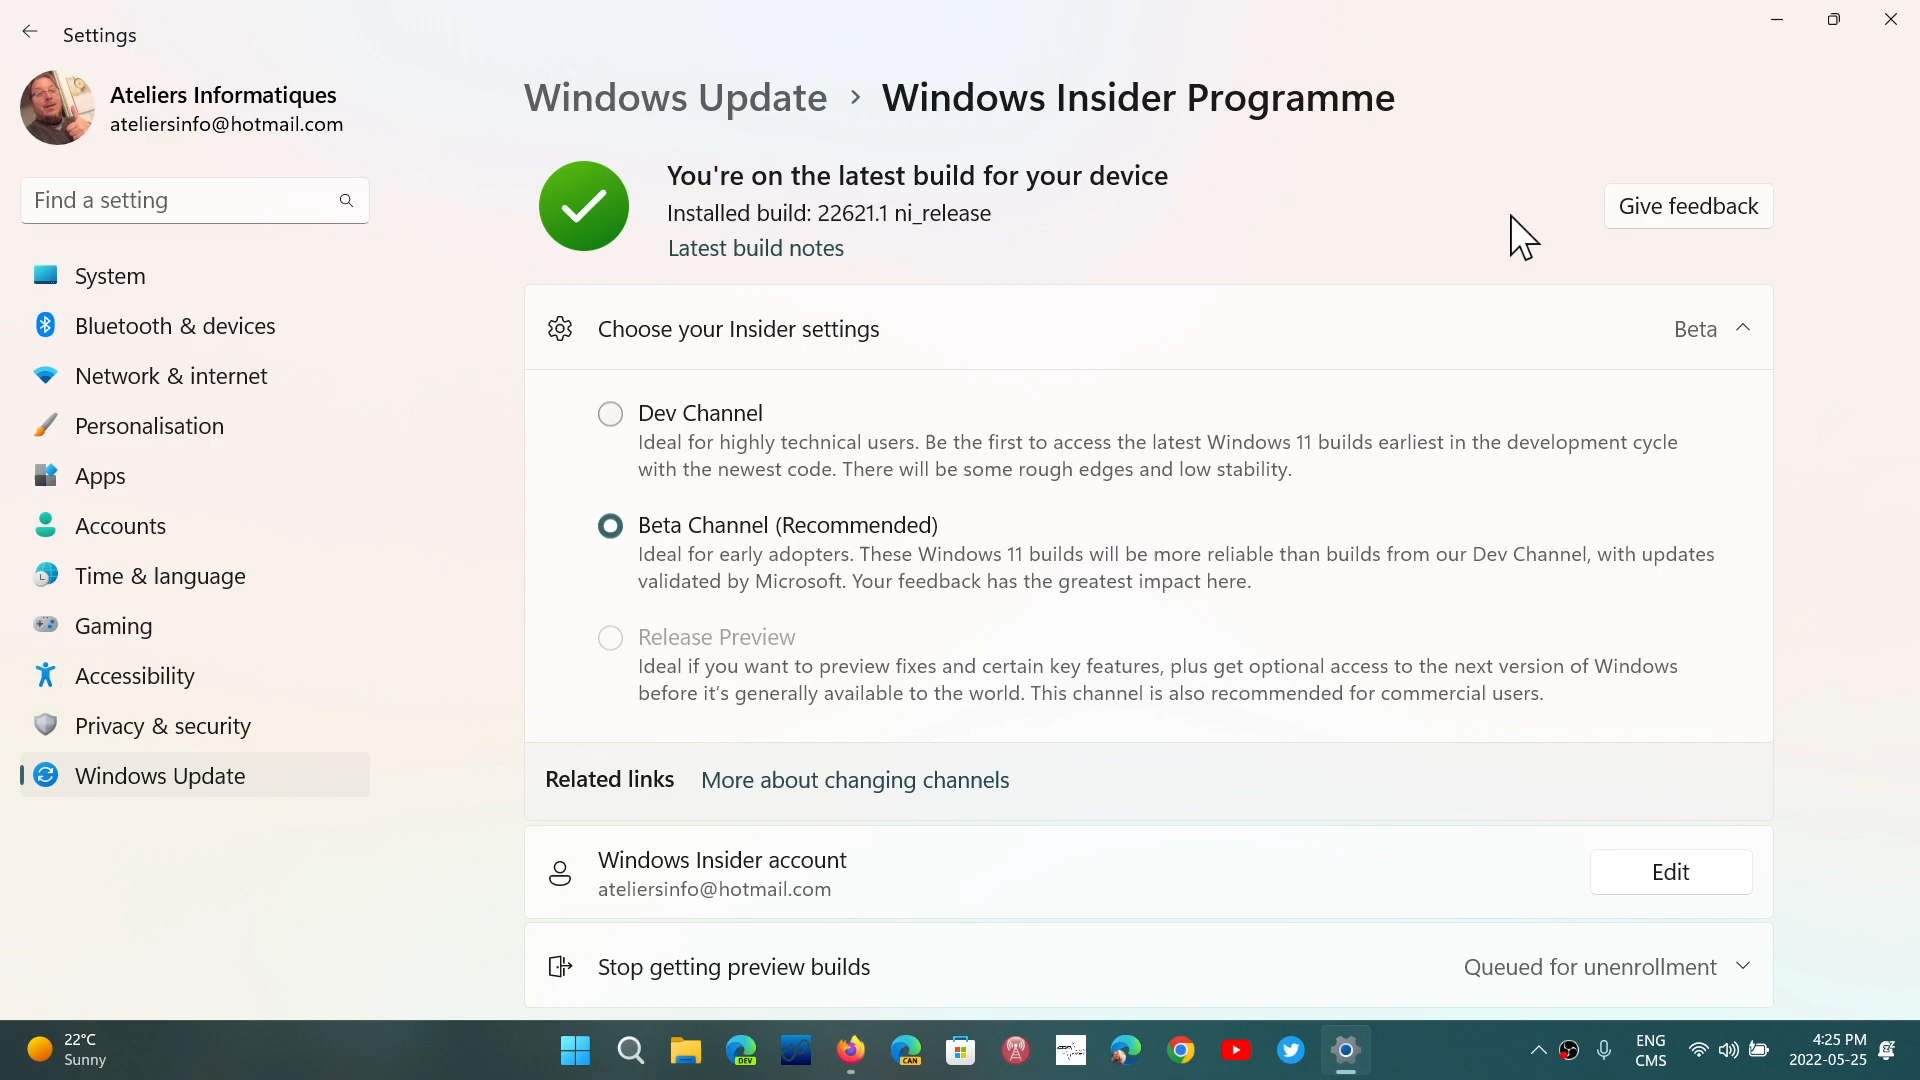 Settings
Ateliers Informatiques
ateliersinfo@hotmail.com
Find a setting
System
Bluetooth & devices
Network & internet
Personalisation
Apps
Accounts
Time & language
Gaming
Accessibility
Privacy & security
Windows Update
Windows Update > Windows Insider Programme
You're on the latest build for your device
Installed build: 22621.1 ni_release
Latest build notes
Give feedback
Choose your Insider settings
Beta
Dev Channel
Ideal for highly technical users. Be the first to access the latest Windows 11 builds earliest in the development cycle
with the newest code. There will be some rough edges and low stability.
Beta Channel (Recommended)
Ideal for early adopters. These Windows 11 builds will be more reliable than builds from our Dev Channel, with updates
validated by Microsoft. Your feedback has the greatest impact here.
Release Preview
Ideal if you want to preview fixes and certain key features, plus get optional access to the next version of Windows
before it's generally available to the world. This channel is also recommended for commercial users.
Related links More about changing channels
Windows Insider account
ateliersinfo@hotmail.com
Edit
Stop getting preview builds
Queued for unenrollment
22°C
Sunny
DEV
CAN
ENG
CMS
4:25 PM
2022-05-25